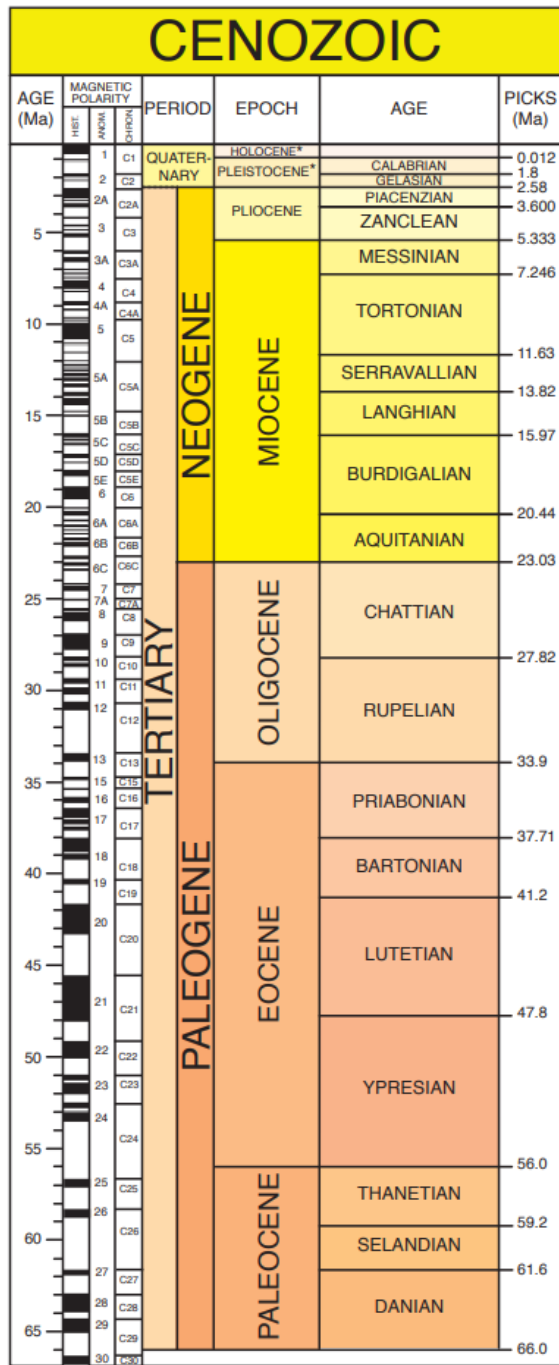 CENOZOIC
AGE
(Ma)
MAGNETIC
POLARITY
HIST.
ANOM.
CHRON.
PERIOD
EPOCH
AGE
PICKS
(Ma)
5
10
15
20
25
30
35
40
45
50
55
60
65
1
2
2A
3
3A
4
4A
5
5A
5B
5C
5D
5E
6
6A
6B
6C
7
7A
8
9
10
11
12
13
15
16
17
18
19
20
21
22
23
24
25
26
27
28
29
30
C1
C2
C2A
C3
C3A
C4
C4A
C5
C5A
C5B
C5C
C5D
C5E
C6
C6A
C6B
C6C
C7
C7A
C8
C9
C10
C11
C12
C13
C15
C16
C17
C18
C19
C20
C21
C22
C23
C24
C25
C26
C27
C28
C29
C30
QUATER-
NARY
TERTIARY
NEOGENE
PALEOGENE
HOLOCENE*
PLEISTOCENE*
PLIOCENE
MIOCENE
OLIGOCENE
EOCENE
PALEOCENE
CALABRIAN
GELASIAN
PIACENZIAN
ZANCLEAN
MESSINIAN
TORTONIAN
SERRAVALLIAN
LANGHIAN
BURDIGALIAN
AQUITANIAN
CHATTIAN
RUPELIAN
PRIABONIAN
BARTONIAN
LUTETIAN
YPRESIAN
THANETIAN
SELANDIAN
DANIAN
0.012
1.8
2.58
3.600
5.333
7.246
11.63
13.82
15.97
20.44
23.03
27.82
33.9
37.71
41.2
47.8
56.0
59.2
61.6
66.0